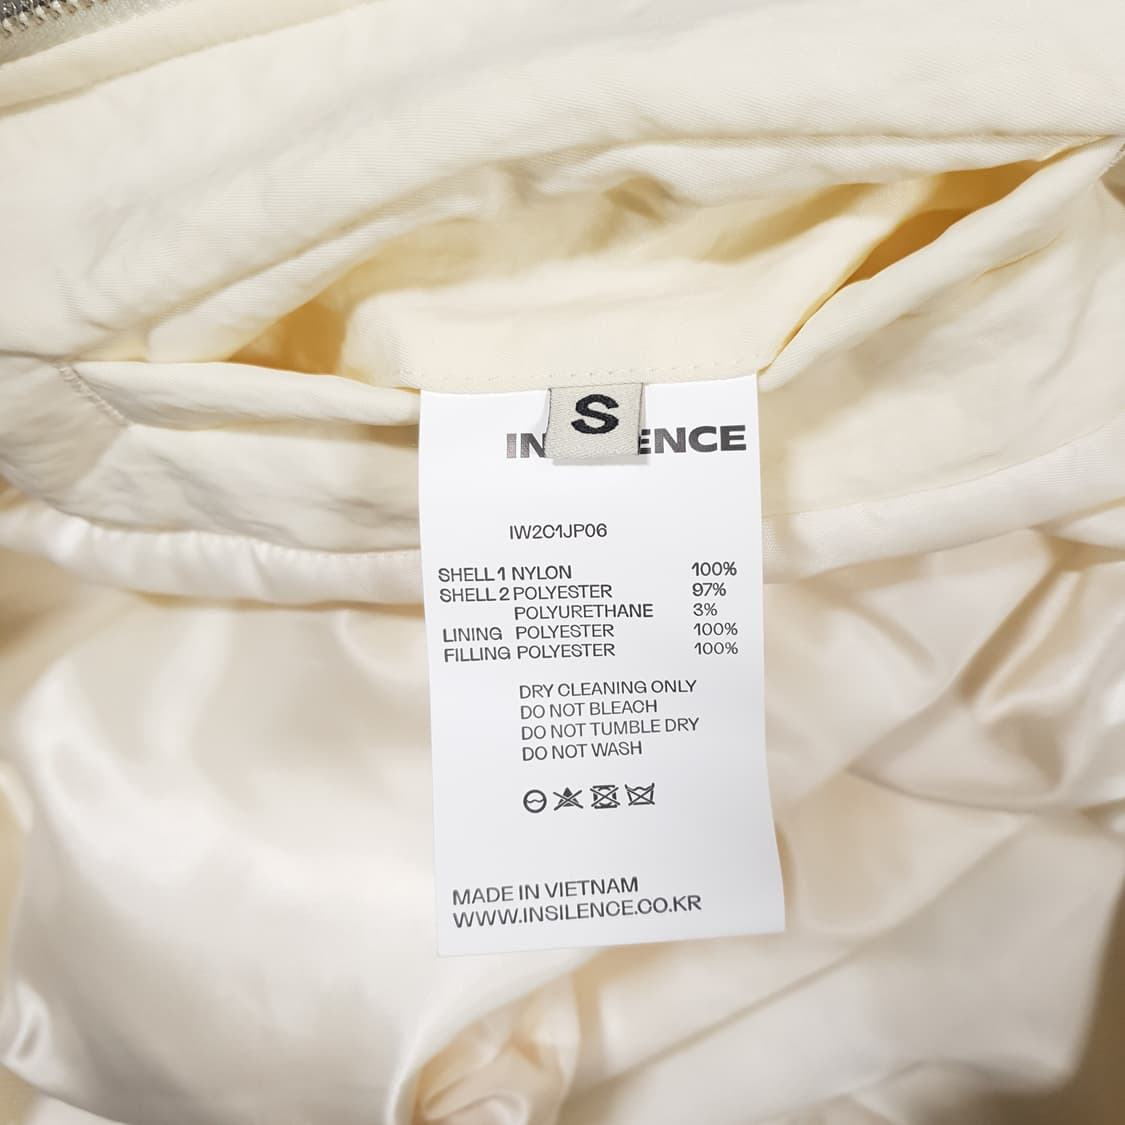 S
IN ENCE
IW2C1JP06
SHELL 1 NYLON 100%
SHELL 2 POLYESTER 97%
POLYURETHANE 3%
LINING POLYESTER 100%
FILLING POLYESTER 100%
DRY CLEANING ONLY
DO NOT BLEACH
DO NOT TUMBLE DRY
DO NOT WASH
MADE IN VIETNAM
WWW.INSILENCE.CO.KR